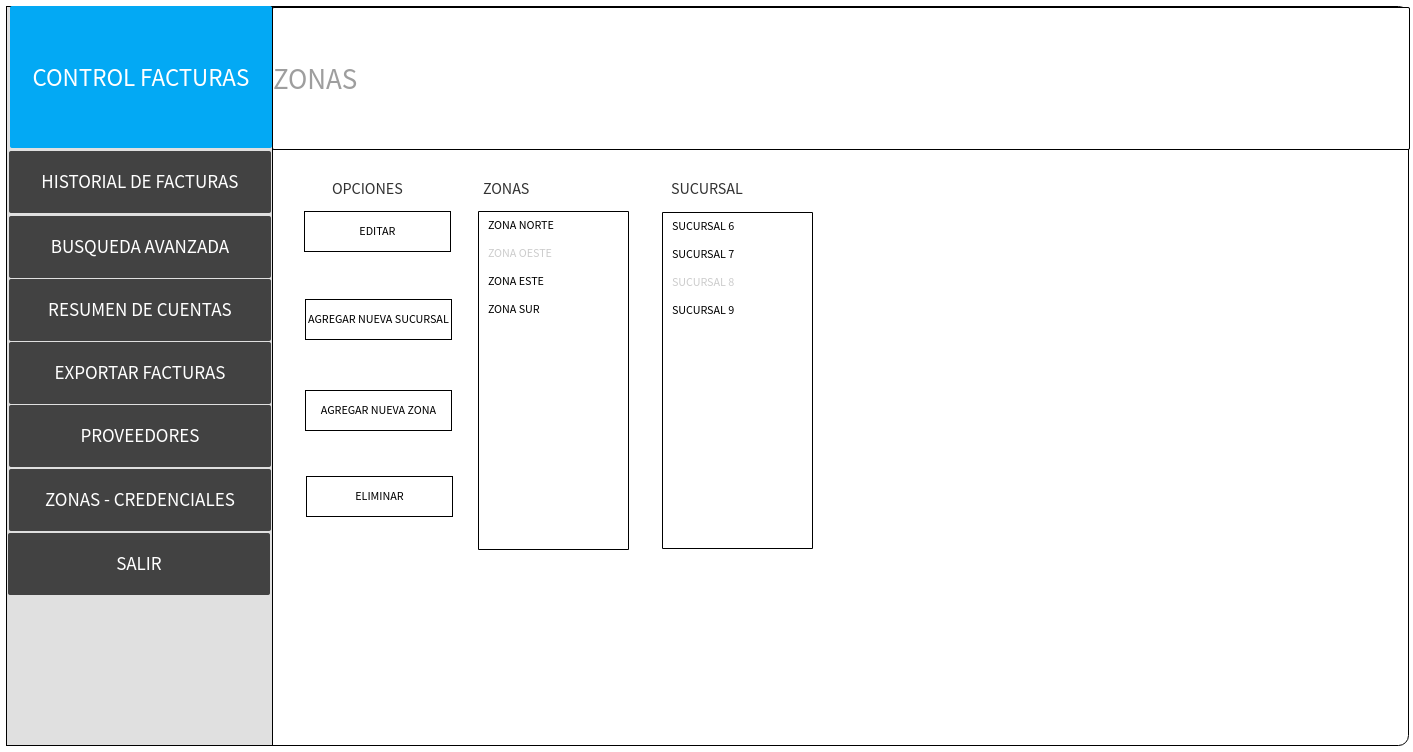 CONTROL FACTURAS
ZONAS
HISTORIAL DE FACTURAS
BUSQUEDA AVANZADA
RESUMEN DE CUENTAS
EXPORTAR FACTURAS
PROVEEDORES
ZONAS - CREDENCIALES
SALIR
OPCIONES
EDITAR
AGREGAR NUEVA SUCURSAL
AGREGAR NUEVA ZONA
ELIMINAR
ZONAS
ZONA NORTE
ZONA OESTE
ZONA ESTE
ZONA SUR
SUCURSAL
SUCURSAL 6
SUCURSAL 7
SUCURSAL 8
SUCURSAL 9